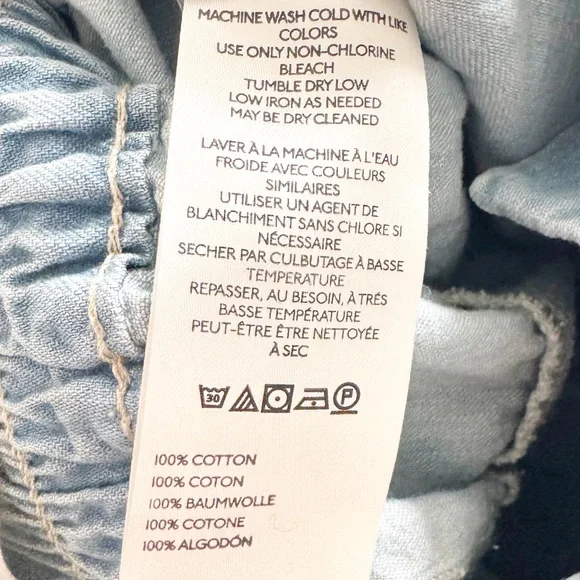 MACHINE WASH COLD WITH LIKE
COLORS
USE ONLY NON-CHLORINE
BLEACH
TUMBLE DRY LOW
LOW IRON AS NEEDED
MAY BE DRY CLEANED
LAVER À LA MACHINE À L'EAU
FROIDE AVEC COULEURS
SIMILAIRES
UTILISER UN AGENT DE
BLANCHIMENT SANS CHLORE SI
NÉCESSAIRE
SECHER PAR CULBUTAGE À BASSE
TEMPERATURE
REPASSER, AU BESOIN, À TRÉS
BASSE TEMPÉRATURE
PEUT-ÊTRE ÊTRE NETTOYÉE
À SEC
30 P
100% COTTON
100% COTON
100% BAUMWOLLE
100% COTONE
100% ALGODÓN